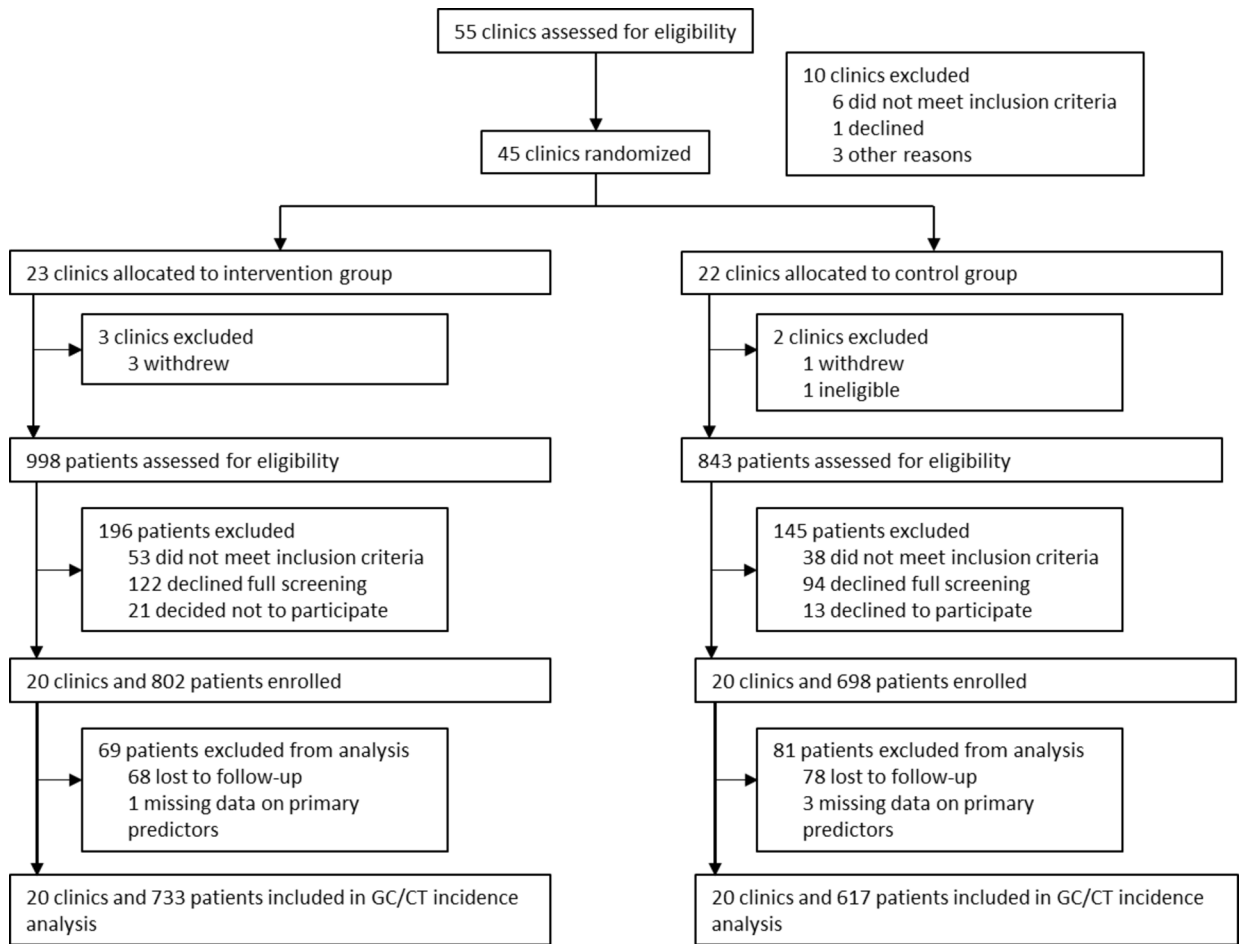 55 clinics assessed for eligibility
10 clinics excluded
6 did not meet inclusion criteria
1 declined
3 other reasons
45 clinics randomized
23 clinics allocated to intervention group
22 clinics allocated to control group
3 clinics excluded
3 withdrew
2 clinics excluded
1 withdrew
1 ineligible
998 patients assessed for eligibility
843 patients assessed for eligibility
196 patients excluded
53 did not meet inclusion criteria
122 declined full screening
21 decided not to participate
145 patients excluded
38 did not meet inclusion criteria
94 declined full screening
13 declined to participate
20 clinics and 802 patients enrolled
20 clinics and 698 patients enrolled
69 patients excluded from analysis
68 lost to follow-up
1 missing data on primary
predictors
81 patients excluded from analysis
78 lost to follow-up
3 missing data on primary
predictors
20 clinics and 733 patients included in GC/CT incidence
analysis
20 clinics and 617 patients included in GC/CT incidence
analysis